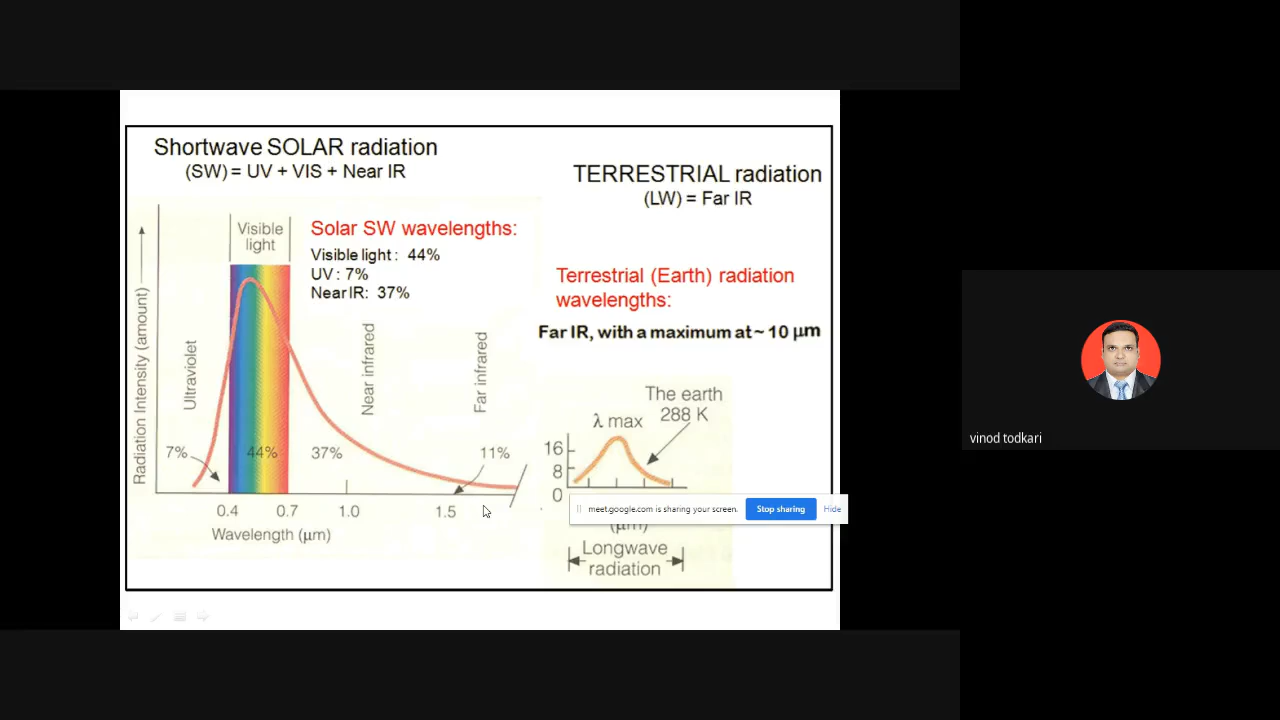 Shortwave SOLAR radiation
(SW) = UV + VIS + Near IR
TERRESTRIAL radiation
(LW) = Far IR
Visible
light
Solar SW wavelengths:
Visible light : 44%
UV : 7%
Near IR: 37%
Terrestrial (Earth) radiation
wavelengths:
Far IR, with a maximum at ~ 10 μm
Radiation Intensity (amount)
Ultraviolet
Near infrared
Far infrared
7%
44%
37%
11%
0.4
0.7
1.0
1.5
Wavelength (μm)
The earth
288 K
λ max
16
8
0
meet.google.com is sharing your screen.
Stop sharing
Hide
(μm)
Longwave
radiation
vinod todkari